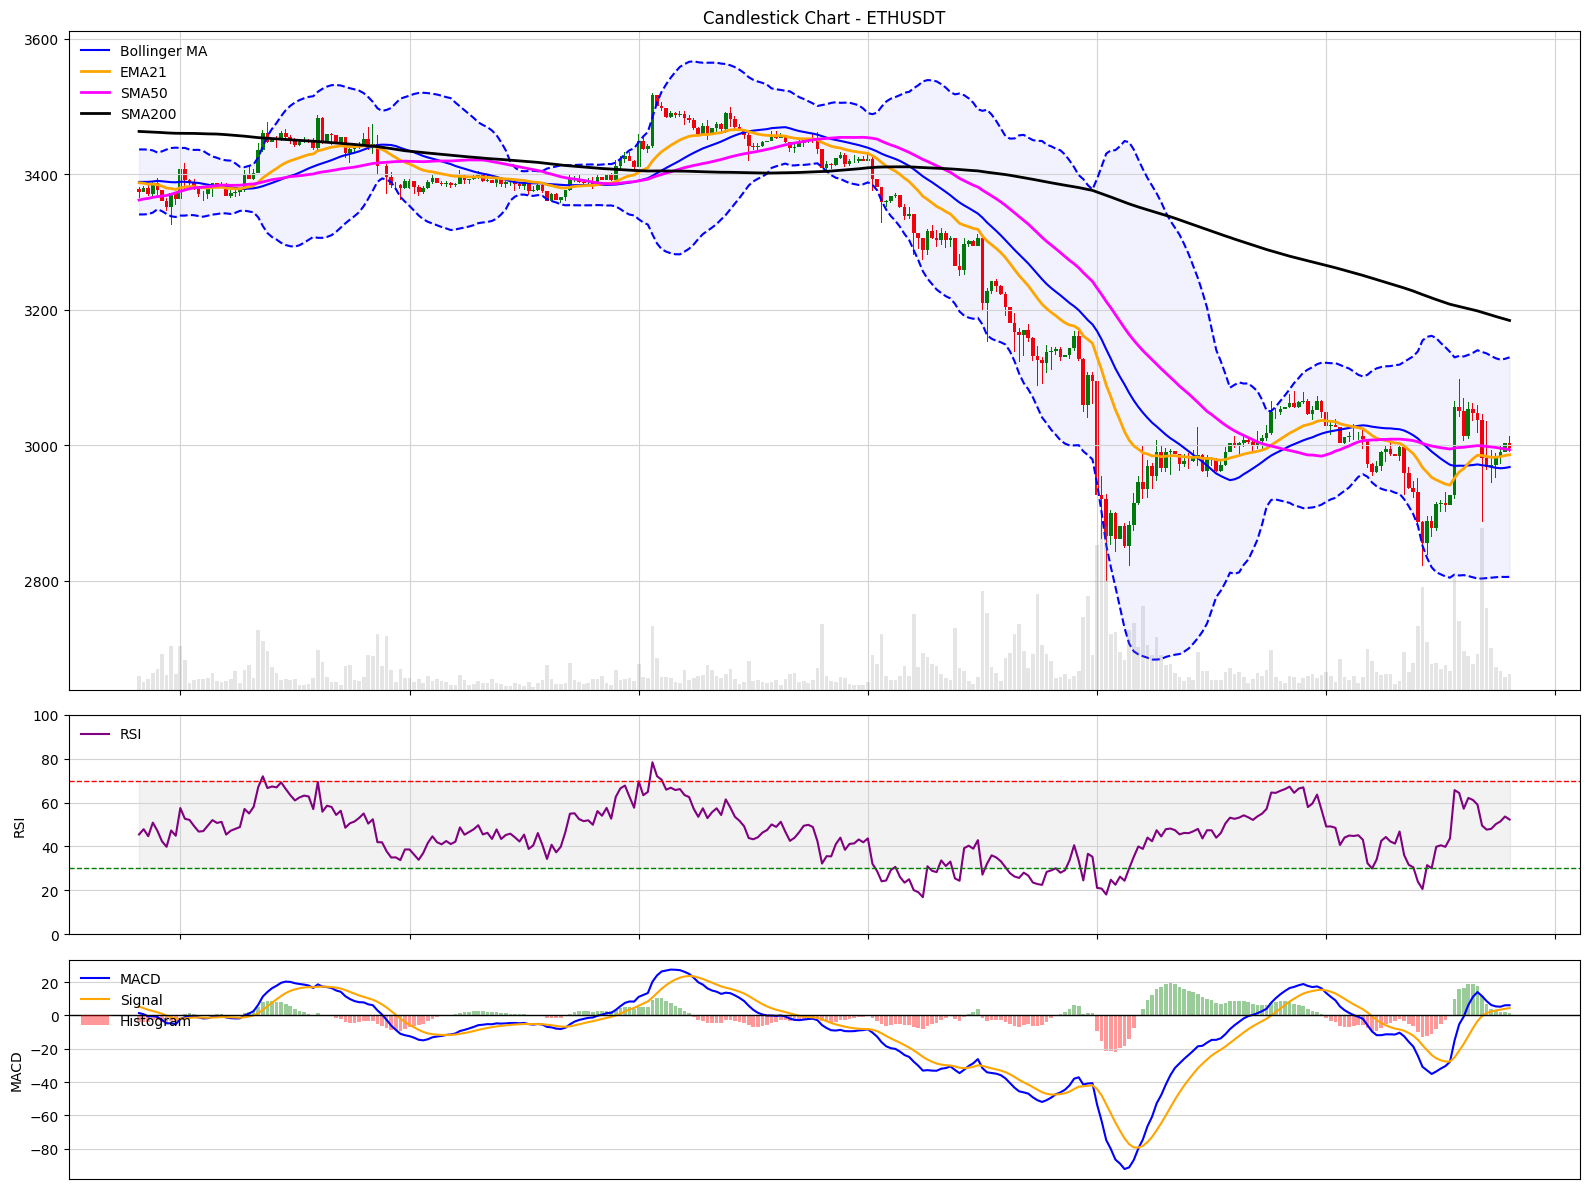 Candlestick Chart - ETHUSDT
3600
3400
3200
3000
2800
Bollinger MA
EMA21
SMA50
SMA200
100
80
60
40
20
0
RSI
RSI
20
0
−20
−40
−60
−80
MACD
MACD
Signal
Histogram